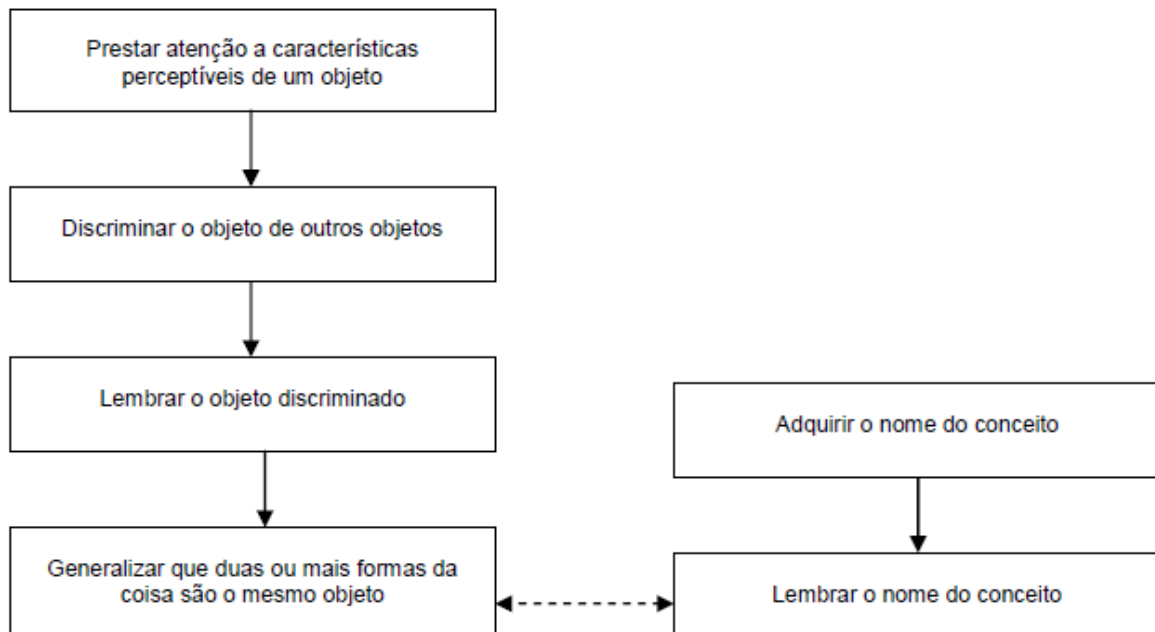 Prestar atenção a características
perceptíveis de um objeto
Discriminar o objeto de outros objetos
Lembrar o objeto discriminado
Generalizar que duas ou mais formas da
coisa são o mesmo objeto
Adquirir o nome do conceito
Lembrar o nome do conceito